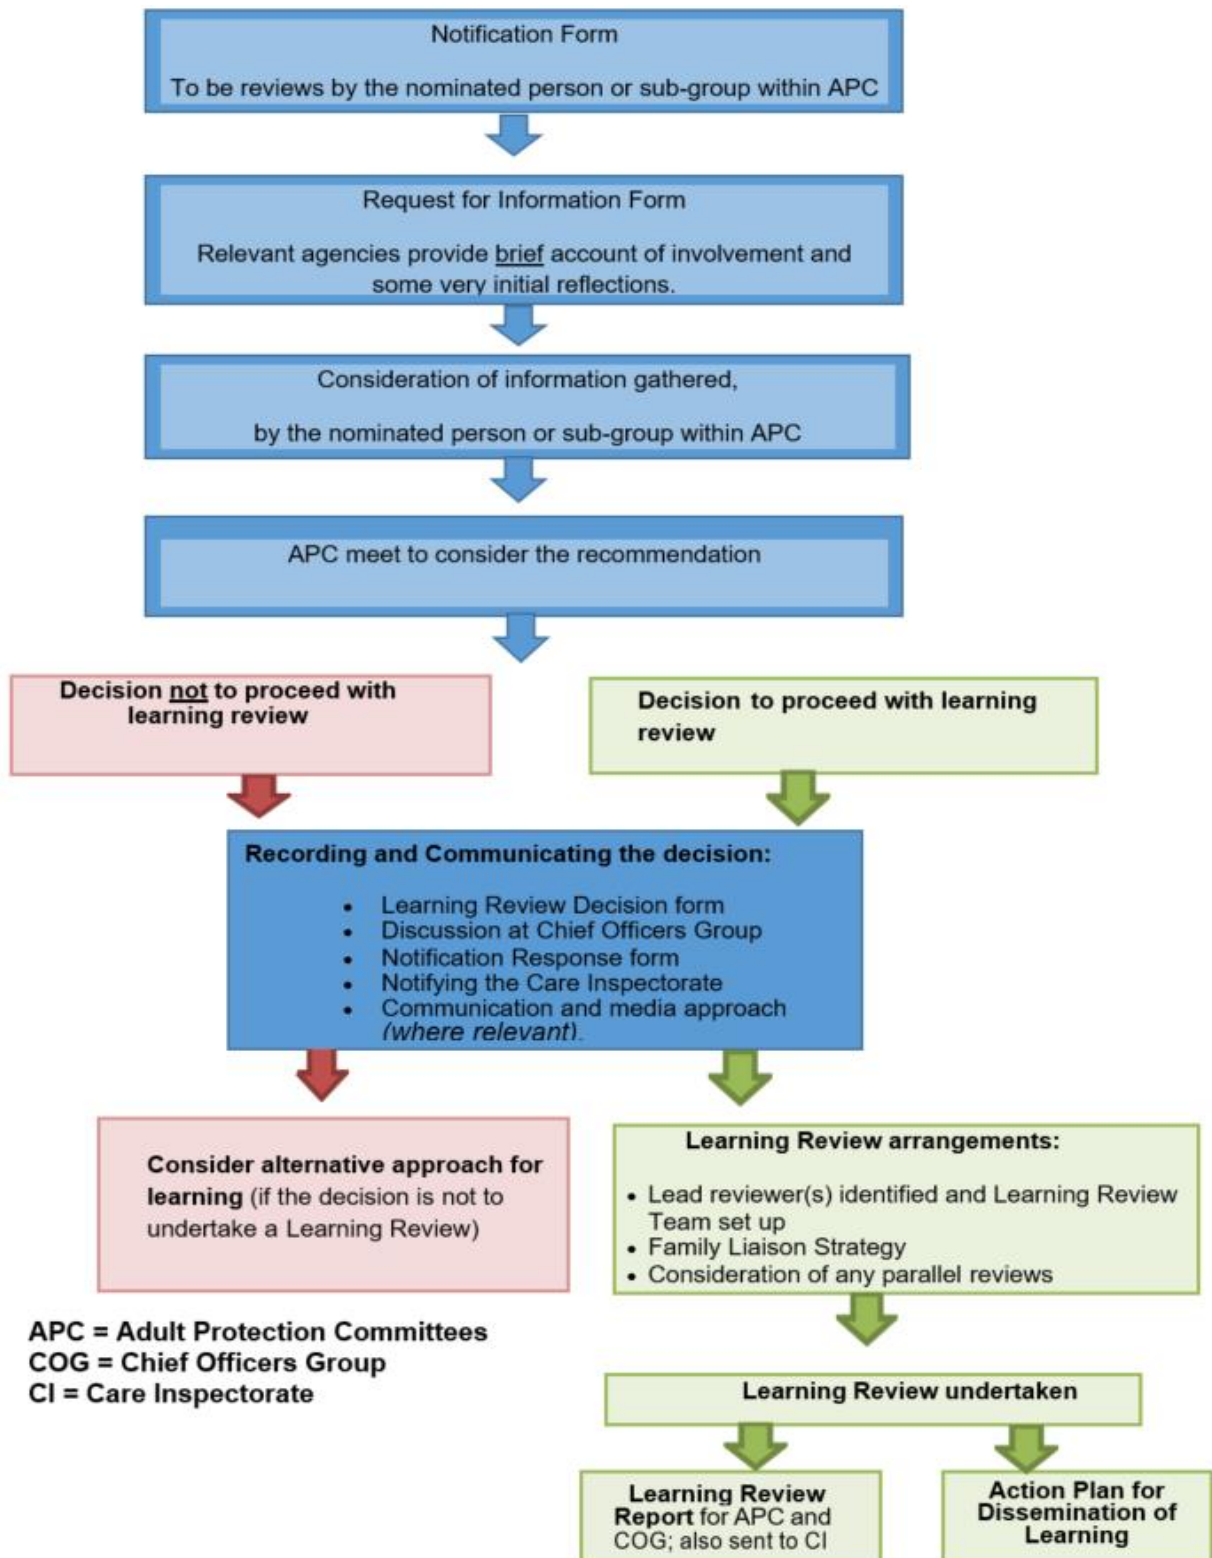 Notification Form
To be reviews by the nominated person or sub-group within APC
Request for Information Form
Relevant agencies provide brief account of involvement and
some very initial reflections.
Consideration of information gathered,
by the nominated person or sub-group within APC
APC meet to consider the recommendation
Decision not to proceed with
learning review
Decision to proceed with learning
review
Recording and Communicating the decision:
• Learning Review Decision form
• Discussion at Chief Officers Group
• Notification Response form
• Notifying the Care Inspectorate
• Communication and media approach
(where relevant).
Consider alternative approach for
learning (if the decision is not to
undertake a Learning Review)
Learning Review arrangements:
• Lead reviewer(s) identified and Learning Review
Team set up
• Family Liaison Strategy
• Consideration of any parallel reviews
APC = Adult Protection Committees
COG = Chief Officers Group
CI = Care Inspectorate
Learning Review undertaken
Learning Review
Report for APC and
COG; also sent to CI
Action Plan for
Dissemination of
Learning